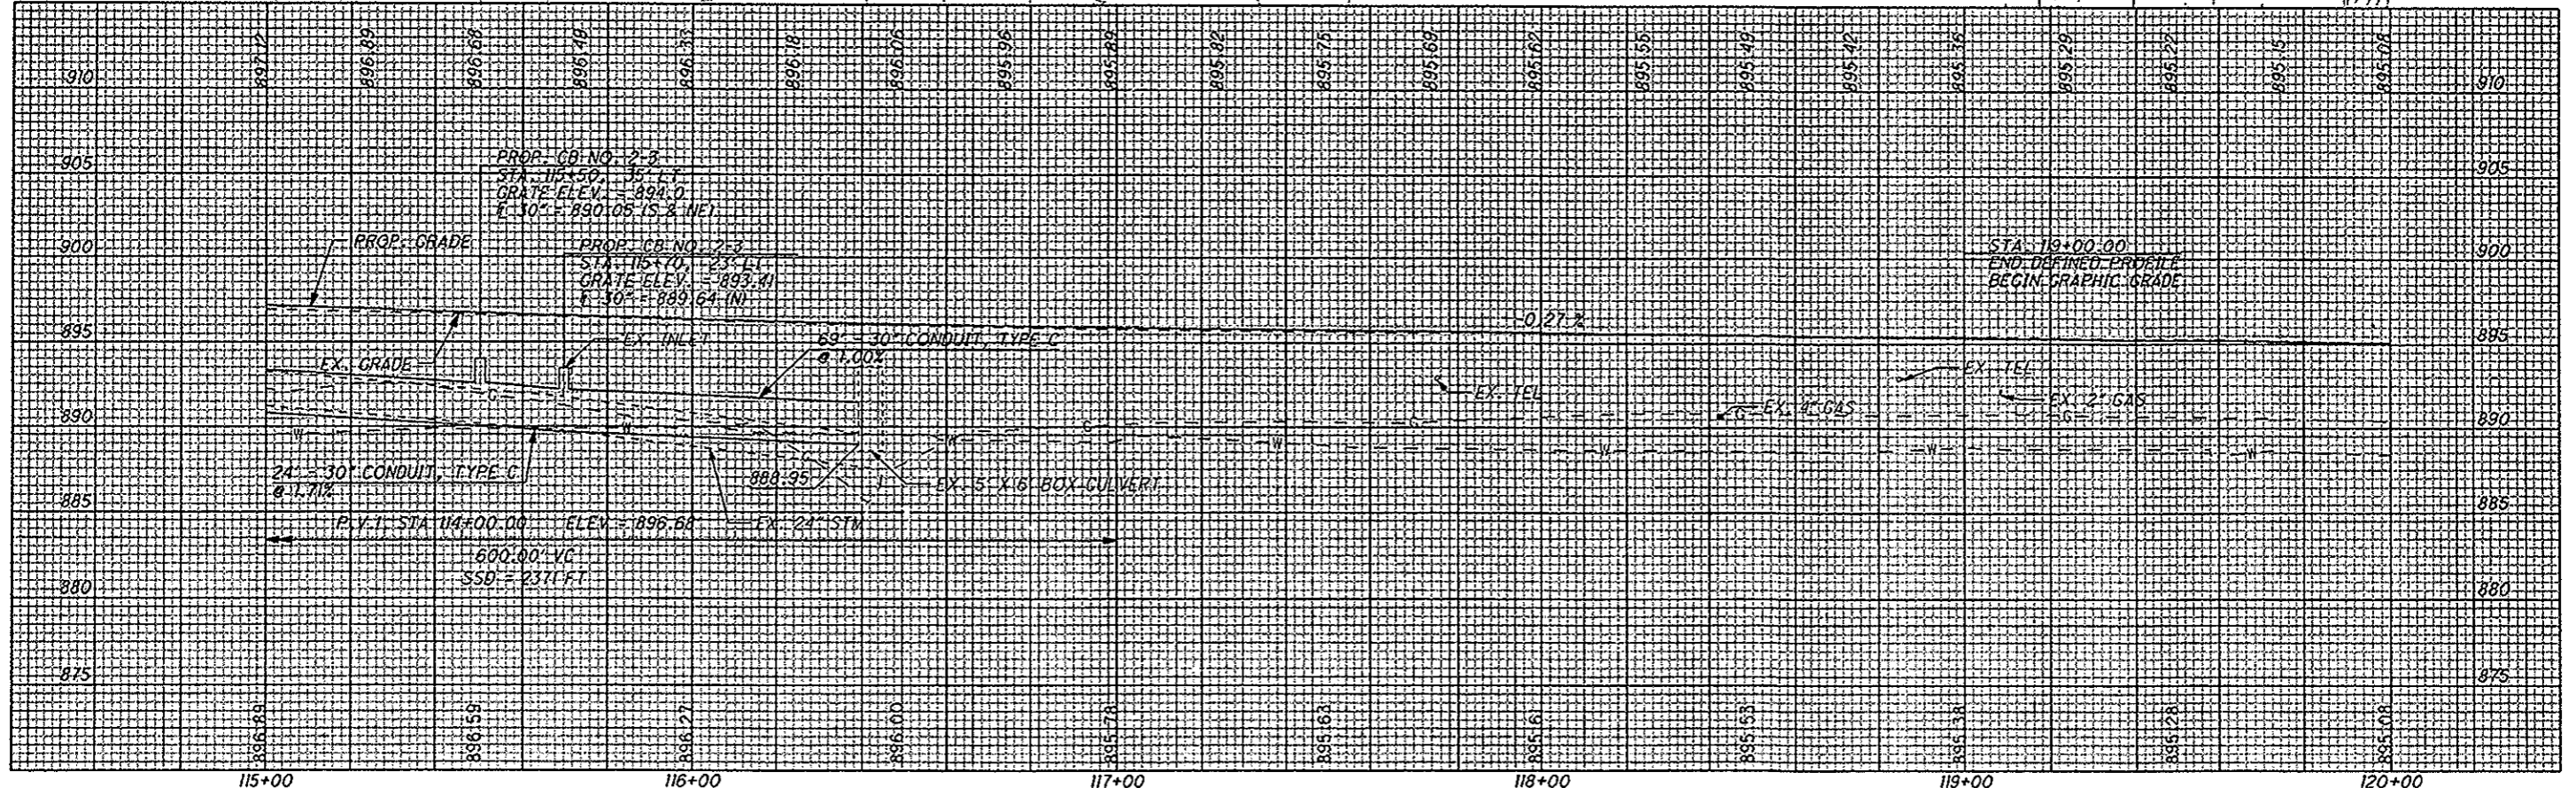 897.12 896.89 896.68 896.49 896.33 896.18 896.06 895.96 895.89 895.82 895.75 895.69 895.62 895.55 895.49 895.42 895.36 895.29 895.22 895.15 895.08
910 910
905 905
PROP. CB NO. 2-3
STA. 115+50, 35' LT
GRATE ELEV. = 894.0
30" = 890.05 (S & NE)
900 900
PROP. GRADE
PROP. CB NO. 2-3
STA. 115+70, 23' LT
GRATE ELEV. = 893.41
30" = 889.64 (N)
STA. 119+00.00
END DEFINED PROFILE
BEGIN GRAPHIC GRADE
895 895
-0.27 %
EX. INLET
69' - 30" CONDUIT, TYPE C
@ 1.00%
EX. GRADE
EX. TEL
EX. TEL
EX. 4" GAS
EX. 2" GAS
890 890
G G G G G G
W W W W W W W
24' - 30" CONDUIT, TYPE C
@ 1.71%
888.95
EX. 5' X 6' BOX CULVERT
885 885
P.V.I. STA 114+00.00 ELEV = 896.68
EX. 24" STM
600.00' VC
SSD = 2371 FT
880 880
875 875
896.89 896.59 896.27 896.00 895.78 895.63 895.61 895.53 895.38 895.28 895.08
115+00 116+00 117+00 118+00 119+00 120+00